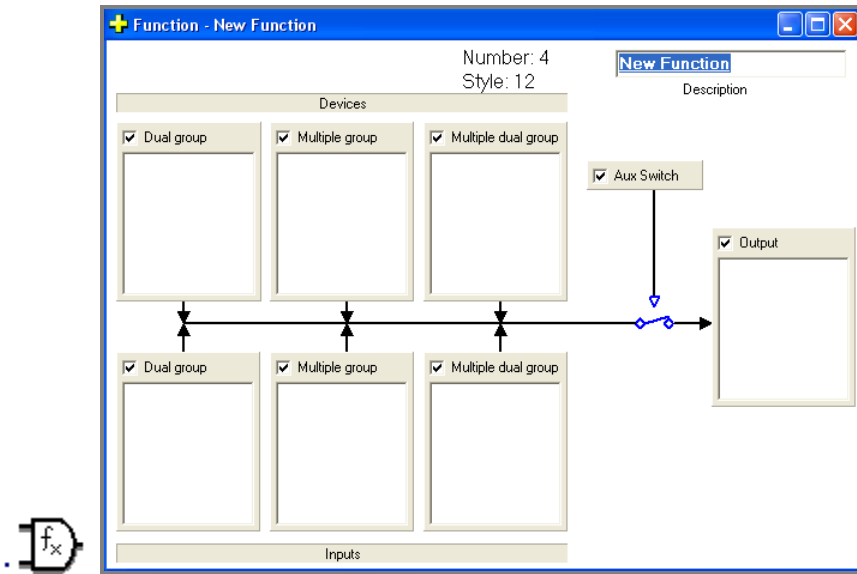 Function - New Function
Number: 4
Style: 12
New Function
Description
Devices
Dual group
Multiple group
Multiple dual group
Aux Switch
Output
Dual group
Multiple group
Multiple dual group
Inputs
. fx